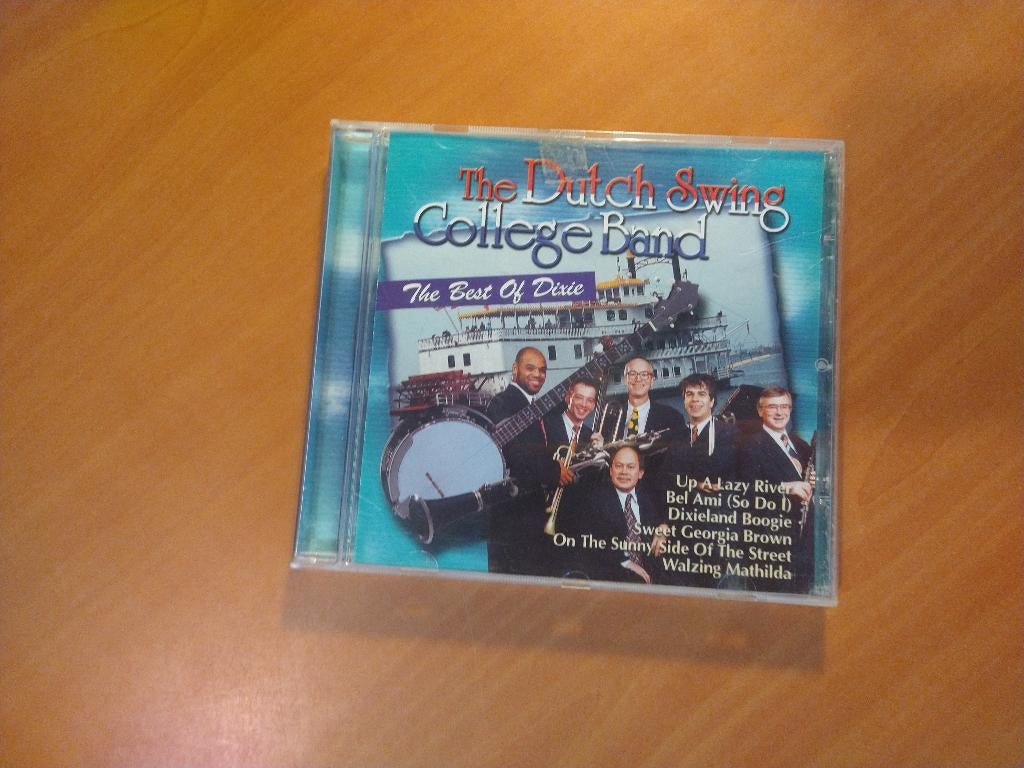 The Dutch Swing
College Band
The Best Of Dixie
Up A Lazy River
Bel Ami (So Do I)
Dixieland Boogie
Sweet Georgia Brown
On The Sunny Side Of The Street
Walzing Mathilda